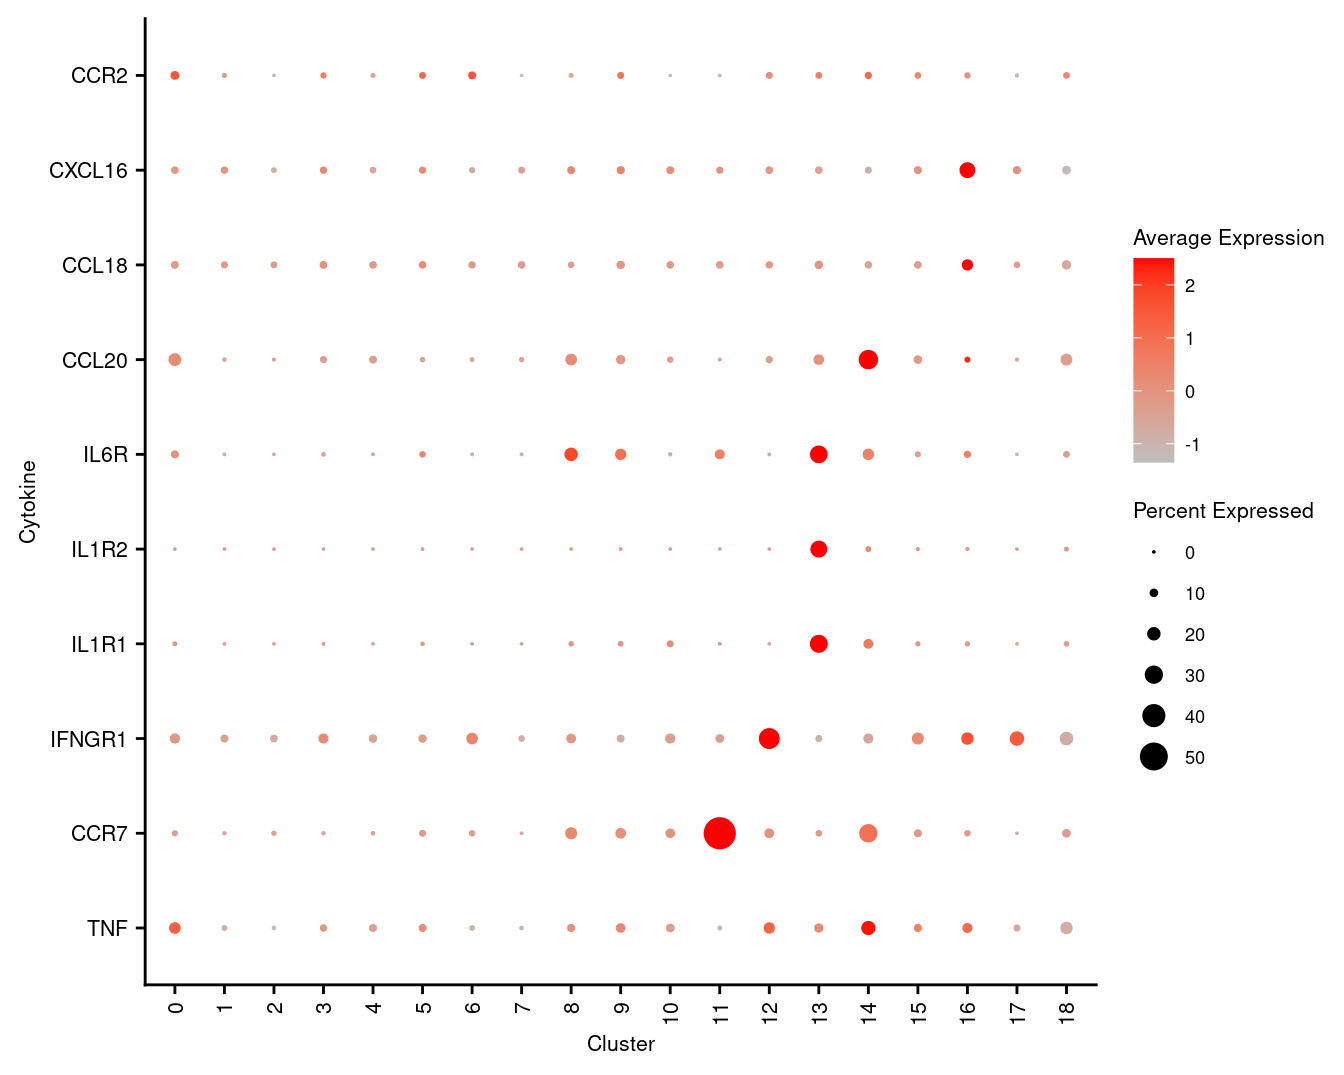 CCR2
CXCL16
CCL18
CCL20
IL6R
IL1R2
IL1R1
IFNGR1
CCR7
TNF
Cytokine
0 1 2 3 4 5 6 7 8 9 10 11 12 13 14 15 16 17 18
Cluster
Average Expression
2
1
0
-1
Percent Expressed
0
10
20
30
40
50